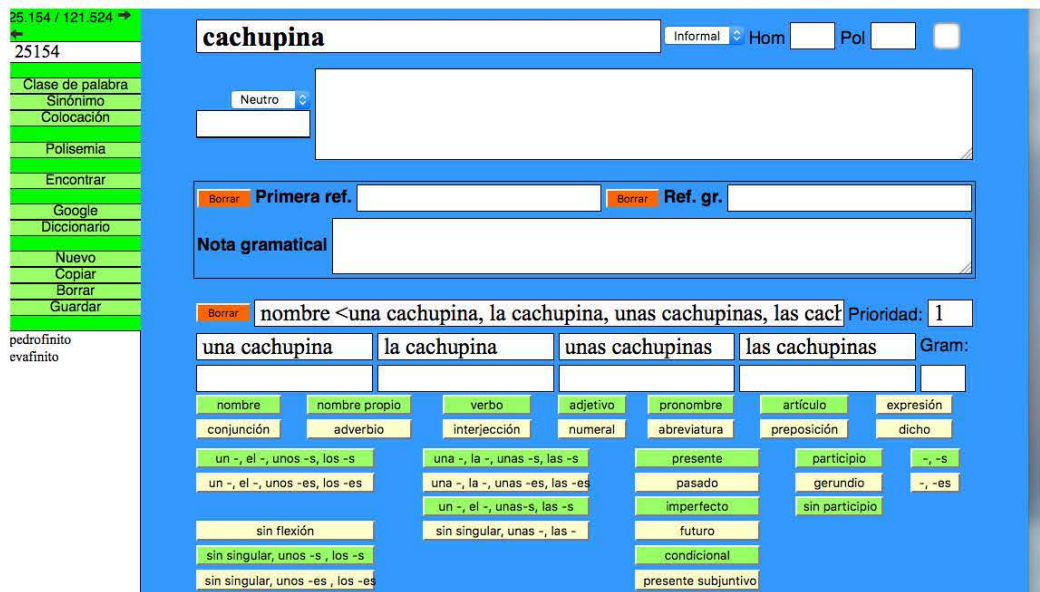 25.154 / 121.524 ➔
25154
Clase de palabra
Sinónimo
Colocación
Polisemia
Encontrar
Google
Diccionario
Nuevo
Copiar
Borrar
Guardar
pedrofinito
evafinito
cachupina Informal Hom Pol
Neutro
Borrar Primera ref. Borrar Ref. gr.
Nota gramatical
Borrar nombre <una cachupina, la cachupina, unas cachupinas, las cach Prioridad: 1
una cachupina la cachupina unas cachupinas las cachupinas Gram:
nombre nombre propio verbo adjetivo pronombre artículo expresión
conjunción adverbio interjección numeral abreviatura preposición dicho
un -, el -, unos -s, los -s una -, la -, unas -s, las -s presente participio -, -s
un -, el -, unos -es, los -es una -, la -, unas -es, las -es pasado gerundio -, -es
un -, el -, unas-s, las -s imperfecto sin participio
sin flexión sin singular, unas -, las - futuro
sin singular, unos -s , los -s condicional
sin singular, unos -es , los -es presente subjuntivo